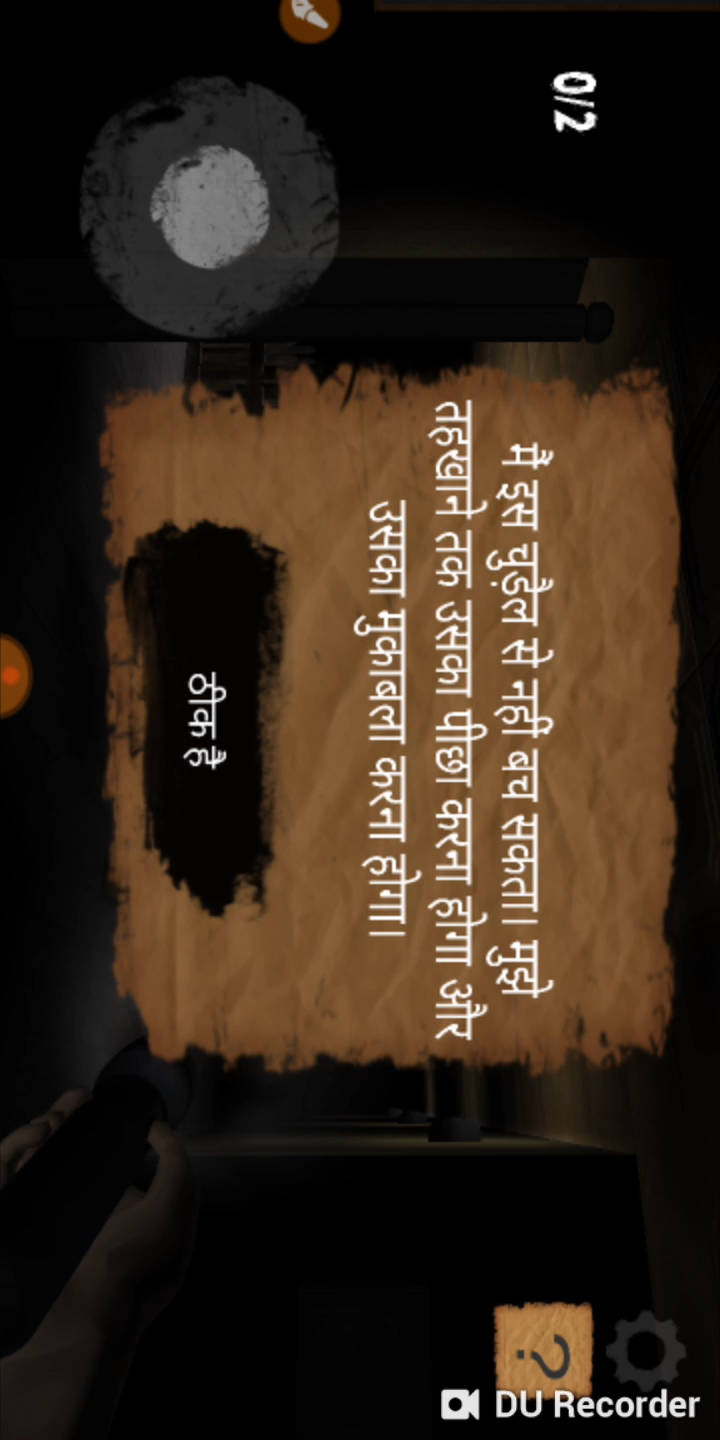 0/2
मैं इस चुड़ैल से नहीं बच सकता। मुझे
तहखाने तक उसका पीछा करना होगा और
उसका मुकाबला करना होगा।
ठीक है
?
DU Recorder